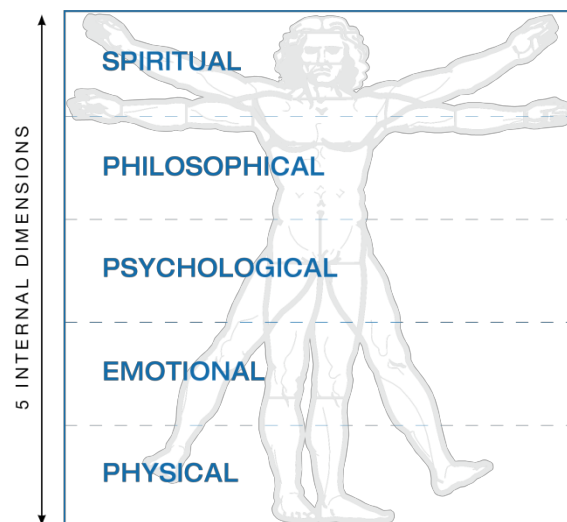 5 INTERNAL DIMENSIONS
SPIRITUAL
PHILOSOPHICAL
PSYCHOLOGICAL
EMOTIONAL
PHYSICAL